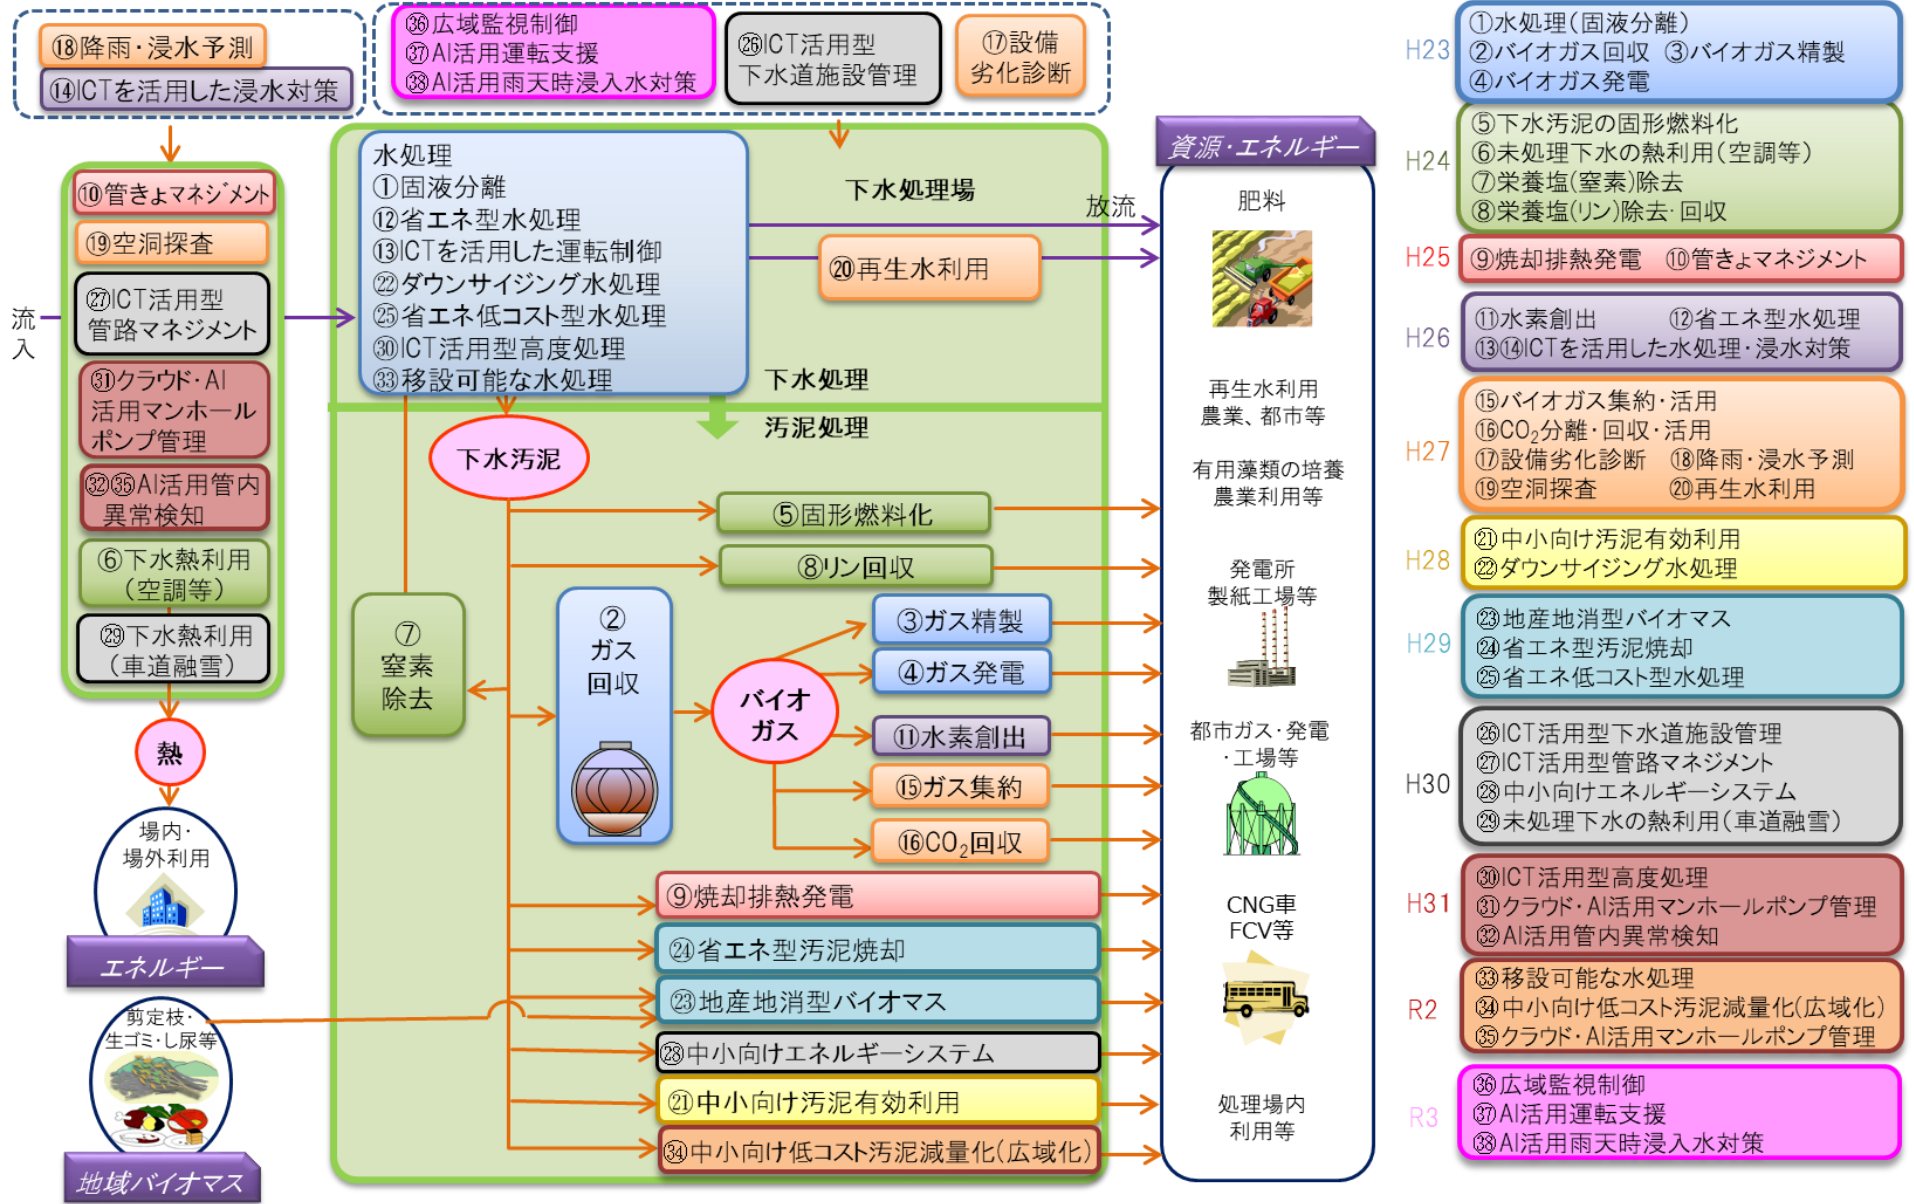 ⑱降雨・浸水予測
⑭ICTを活用した浸水対策
㊱広域監視制御
㊲AI活用運転支援
㊳AI活用雨天時浸入水対策
㉖ICT活用型
下水道施設管理
⑰設備
劣化診断
⑩管きょマネジメント
⑲空洞探査
㉗ICT活用型
管路マネジメント
㉛クラウド・AI
活用マンホール
ポンプ管理
㉜㉟AI活用管内
異常検知
⑥下水熱利用
(空調等)
㉙下水熱利用
(車道融雪)
流
入
熱
場内・
場外利用
エネルギー
剪定枝・
生ゴミ・し尿等
地域バイオマス
水処理
①固液分離
⑫省エネ型水処理
⑬ICTを活用した運転制御
㉒ダウンサイジング水処理
㉕省エネ低コスト型水処理
㉚ICT活用型高度処理
㉝移設可能な水処理
下水処理場
放流
⑳再生水利用
下水処理
汚泥処理
下水汚泥
⑤固形燃料化
⑧リン回収
⑦
窒素
除去
②
ガス
回収
バイオ
ガス
③ガス精製
④ガス発電
⑪水素創出
⑮ガス集約
⑯CO₂回収
⑨焼却排熱発電
㉔省エネ型汚泥焼却
㉓地産地消型バイオマス
㉘中小向けエネルギーシステム
㉑中小向け汚泥有効利用
㉞中小向け低コスト汚泥減量化(広域化)
資源・エネルギー
肥料
再生水利用
農業、都市等
有用藻類の培養
農業利用等
発電所
製紙工場等
都市ガス・発電
・工場等
CNG車
FCV等
処理場内
利用等
H23
①水処理(固液分離)
②バイオガス回収 ③バイオガス精製
④バイオガス発電
H24
⑤下水汚泥の固形燃料化
⑥未処理下水の熱利用(空調等)
⑦栄養塩(窒素)除去
⑧栄養塩(リン)除去・回収
H25
⑨焼却排熱発電 ⑩管きょマネジメント
H26
⑪水素創出 ⑫省エネ型水処理
⑬⑭ICTを活用した水処理・浸水対策
H27
⑮バイオガス集約・活用
⑯CO₂分離・回収・活用
⑰設備劣化診断 ⑱降雨・浸水予測
⑲空洞探査 ⑳再生水利用
H28
㉑中小向け汚泥有効利用
㉒ダウンサイジング水処理
H29
㉓地産地消型バイオマス
㉔省エネ型汚泥焼却
㉕省エネ低コスト型水処理
H30
㉖ICT活用型下水道施設管理
㉗ICT活用型管路マネジメント
㉘中小向けエネルギーシステム
㉙未処理下水の熱利用(車道融雪)
H31
㉚ICT活用型高度処理
㉛クラウド・AI活用マンホールポンプ管理
㉜AI活用管内異常検知
R2
㉝移設可能な水処理
㉞中小向け低コスト汚泥減量化(広域化)
㉟クラウド・AI活用マンホールポンプ管理
R3
㊱広域監視制御
㊲AI活用運転支援
㊳AI活用雨天時浸入水対策